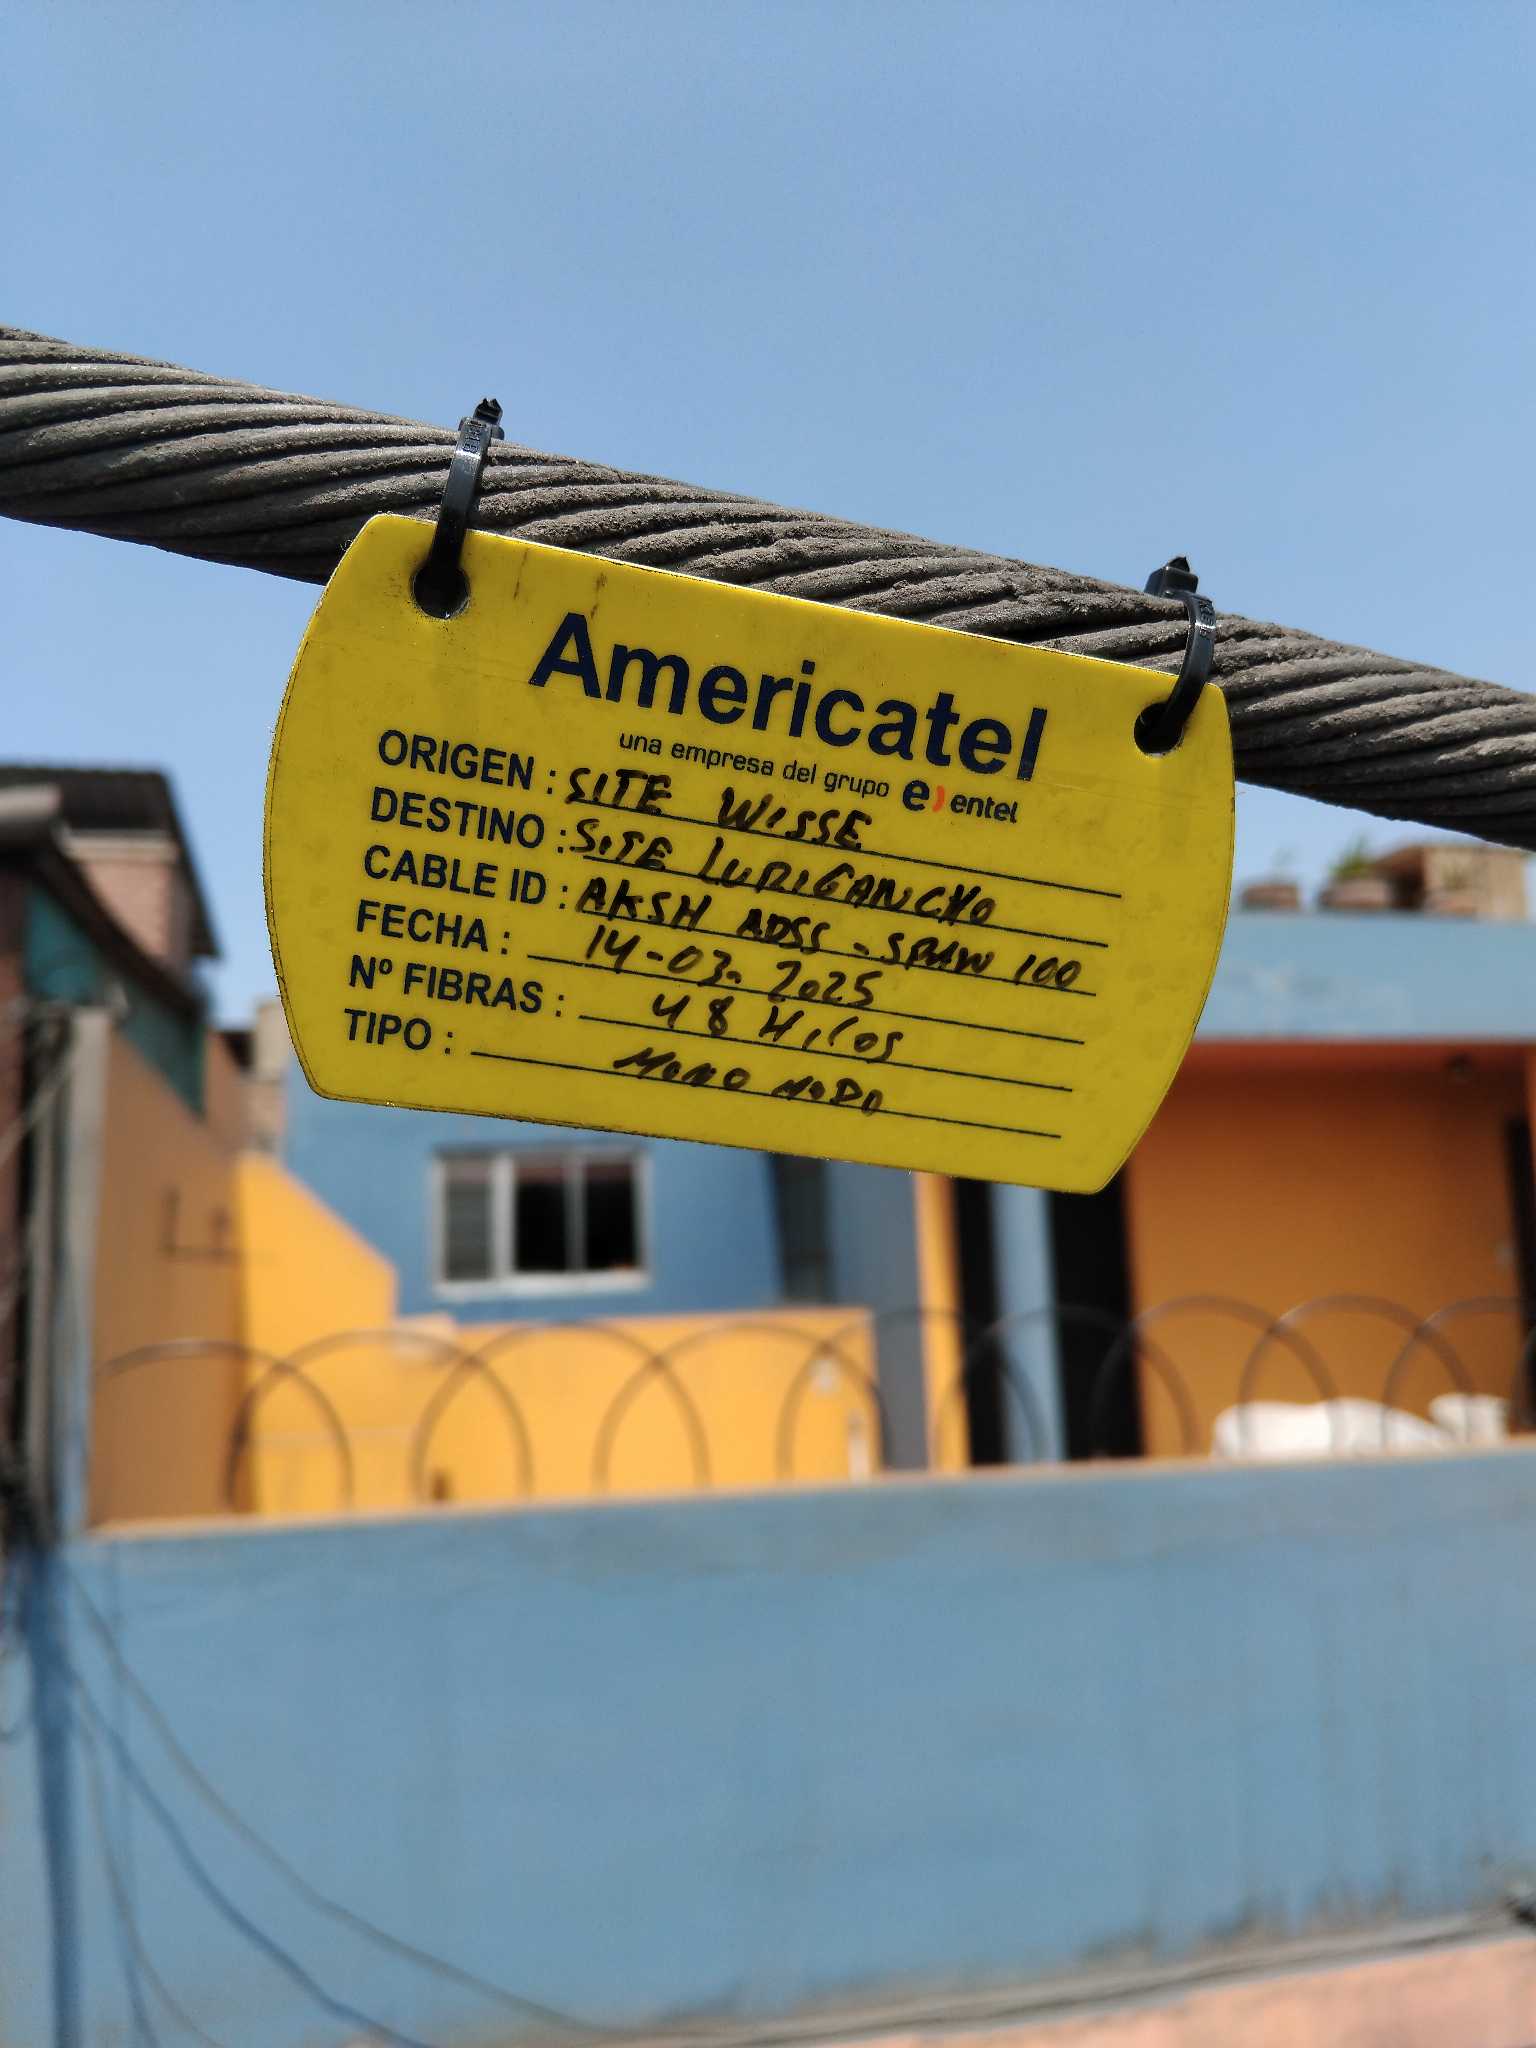 Americatel
una empresa del grupo e) entel
ORIGEN : SITE WISSE
DESTINO : SITE LURIGANCHO
CABLE ID : AKSH ADSS - SPAN 100
FECHA : 14-03-2025
Nº FIBRAS : 48 Hilos
TIPO : MONO MODO